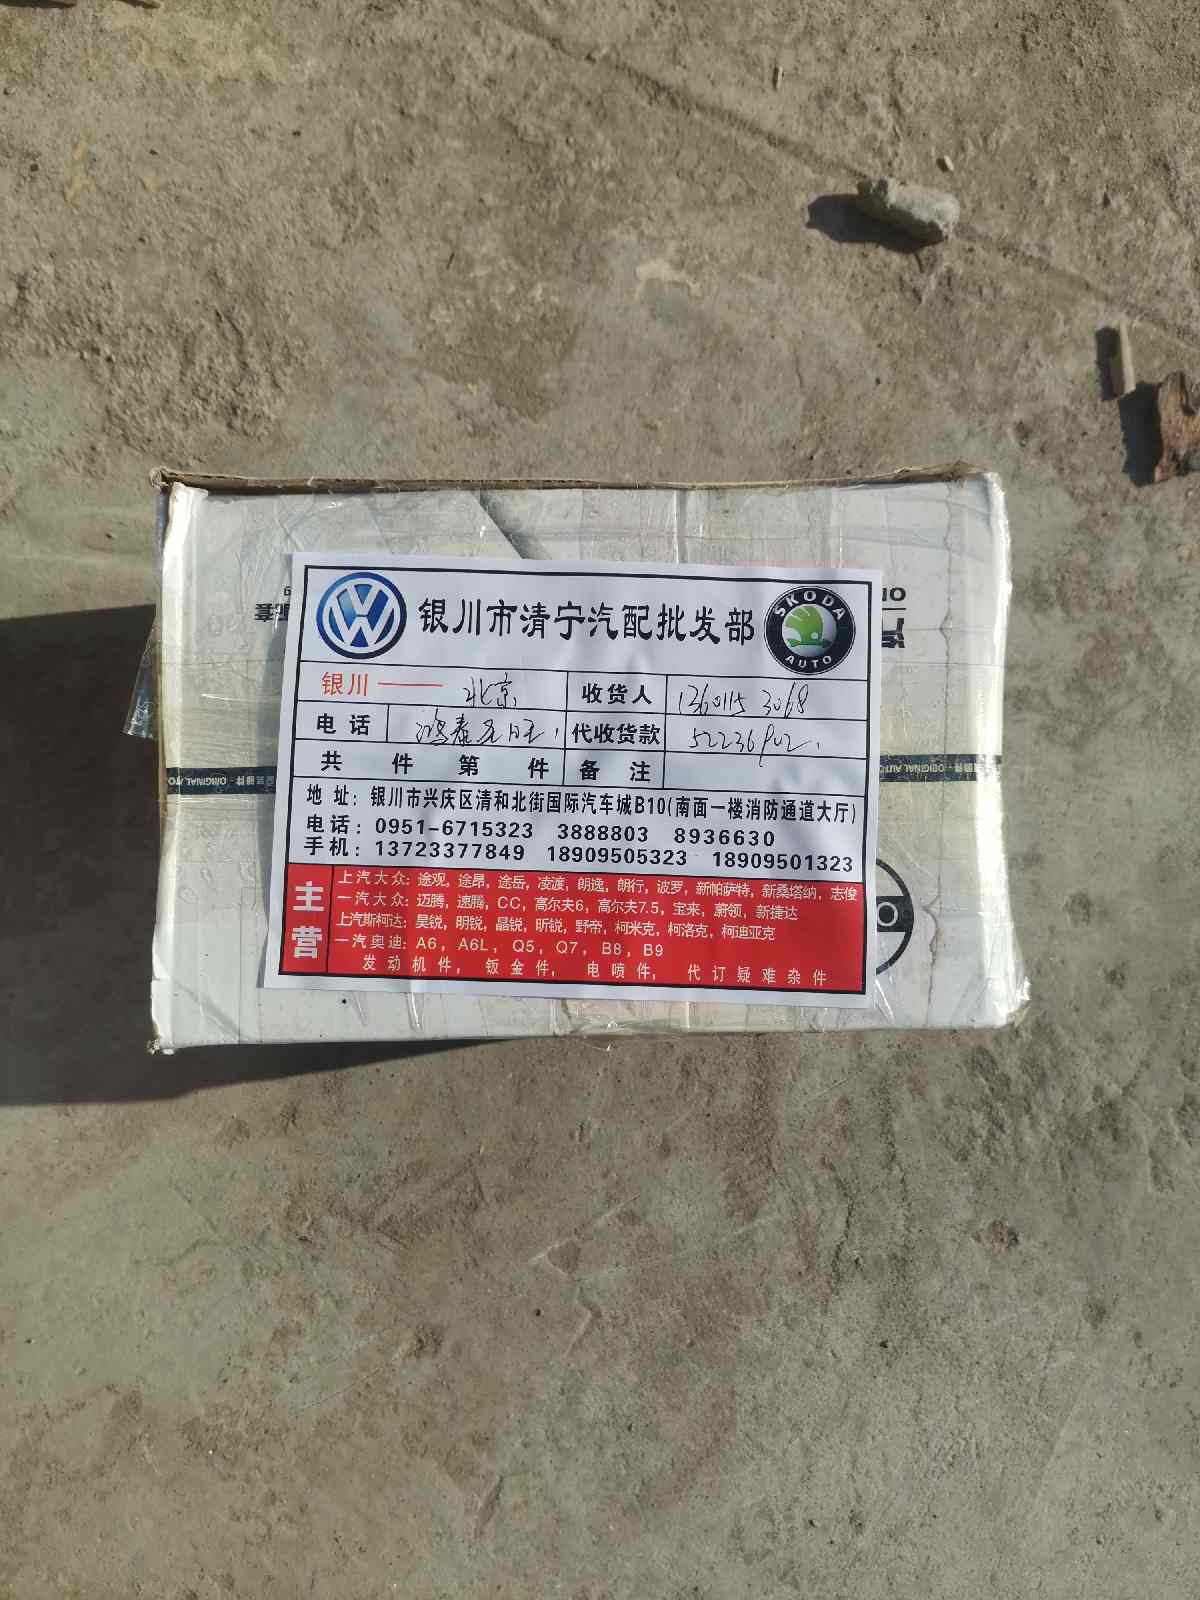 银川市清宁汽配批发部
SKODA
AUTO
银川——北京 收货人 13601153068
电话 鸿泰 代收货款 52236902.
共 件 第 件 备注
地址：银川市兴庆区清和北街国际汽车城B10(南面一楼消防通道大厅)
电话：0951-6715323 3888803 8936630
手机：13723377849 18909505323 18909501323
主营
上汽大众：途观，途昂，途岳，凌渡，朗逸，朗行，波罗，新帕萨特，新桑塔纳，志俊
一汽大众：迈腾，速腾，CC，高尔夫6，高尔夫7.5，宝来，蔚领，新捷达
上汽斯柯达：昊锐，明锐，晶锐，昕锐，野帝，柯米克，柯洛克，柯迪亚克
一汽奥迪：A6，A6L，Q5，Q7，B8，B9
发动机件，钣金件，电喷件，代订疑难杂件
ORIGINAL AUTO